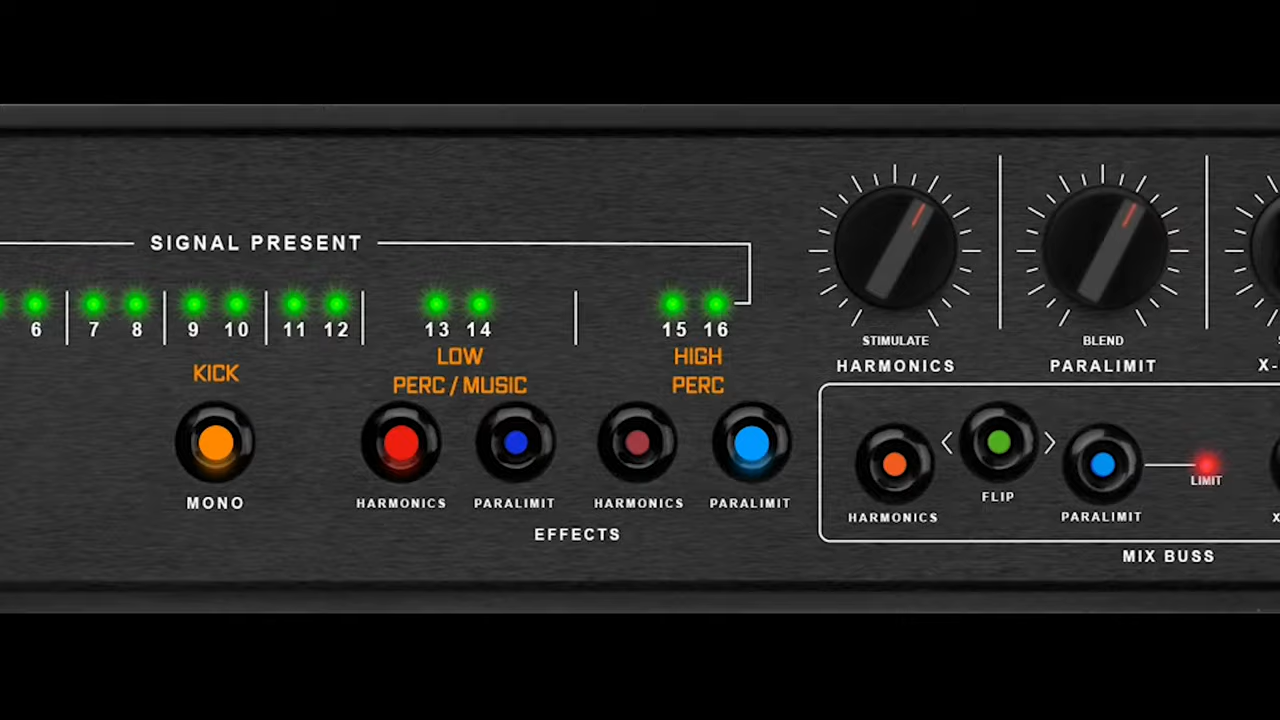 SIGNAL PRESENT
6 7 8 9 10 11 12 13 14 15 16
KICK
LOW
PERC / MUSIC
HIGH
PERC
MONO
HARMONICS PARALIMIT HARMONICS PARALIMIT
EFFECTS
STIMULATE
HARMONICS
BLEND
PARALIMIT
X-
HARMONICS
< FLIP >
PARALIMIT
LIMIT
MIX BUSS